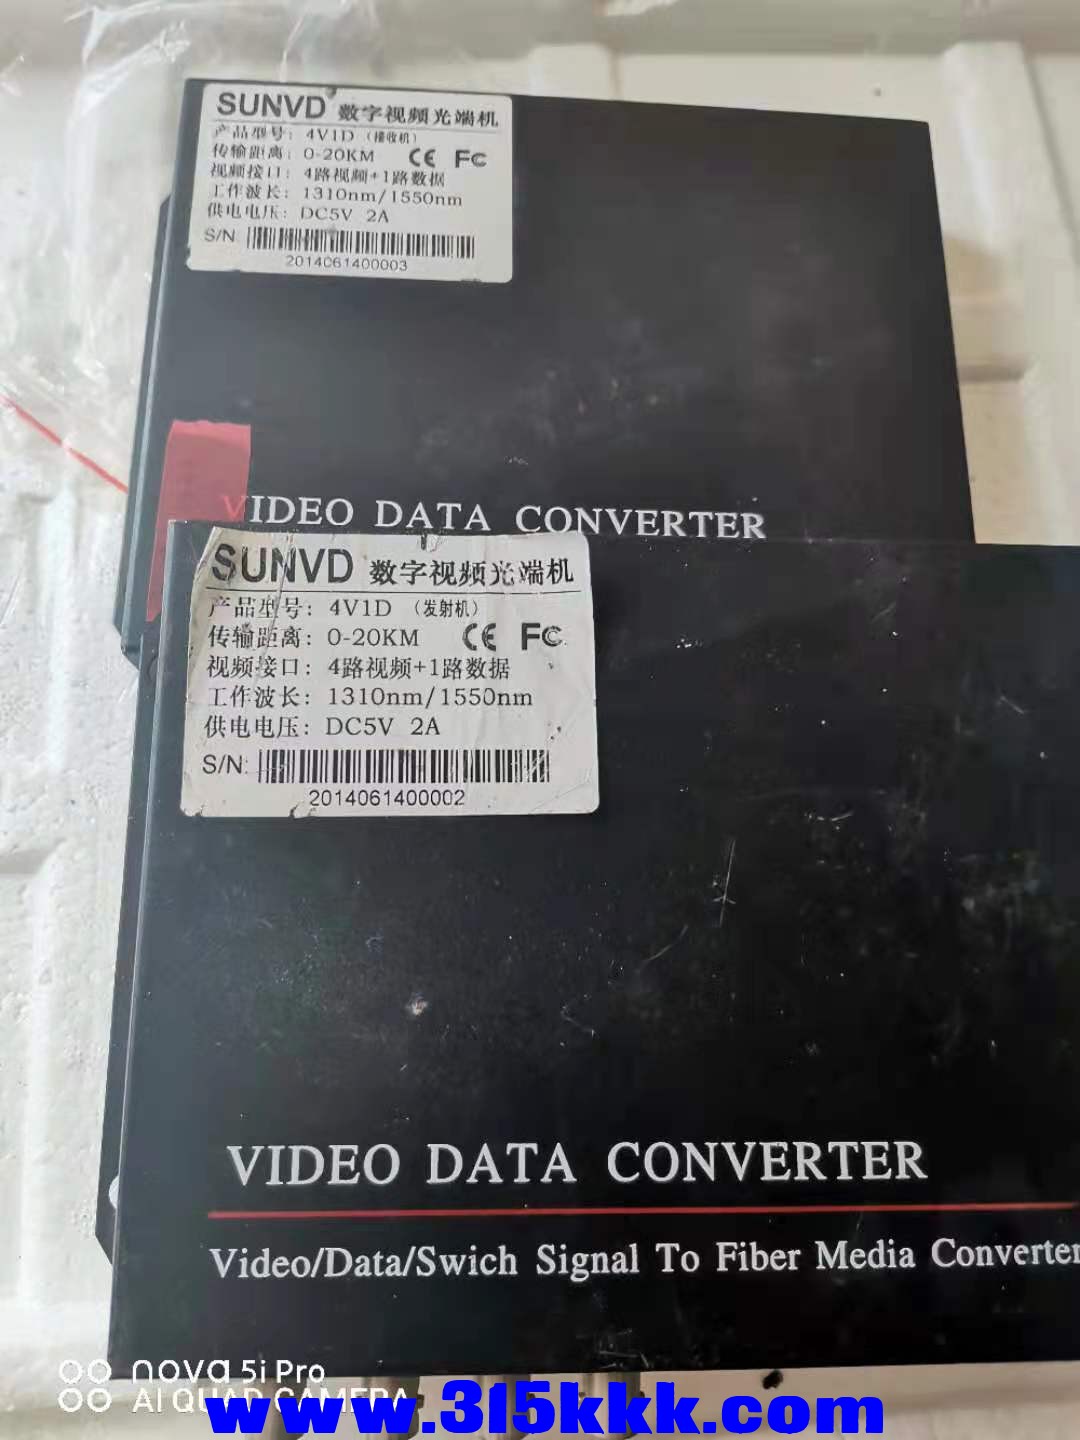 SUNVD 数字视频光端机
产品型号: 4V1D (接收机)
传输距离: 0-20KM CE FC
视频接口: 4路视频+1路数据
工作波长: 1310nm/1550nm
供电电压: DC5V 2A
S/N:
2014061400003
VIDEO DATA CONVERTER
SUNVD 数字视频光端机
产品型号: 4V1D (发射机)
传输距离: 0-20KM CE FC
视频接口: 4路视频+1路数据
工作波长: 1310nm/1550nm
供电电压: DC5V 2A
S/N:
2014061400002
VIDEO DATA CONVERTER
Video/Data/Swich Signal To Fiber Media Converter
nova 5i Pro
AI QUAD CAMERA
www.315kkk.com